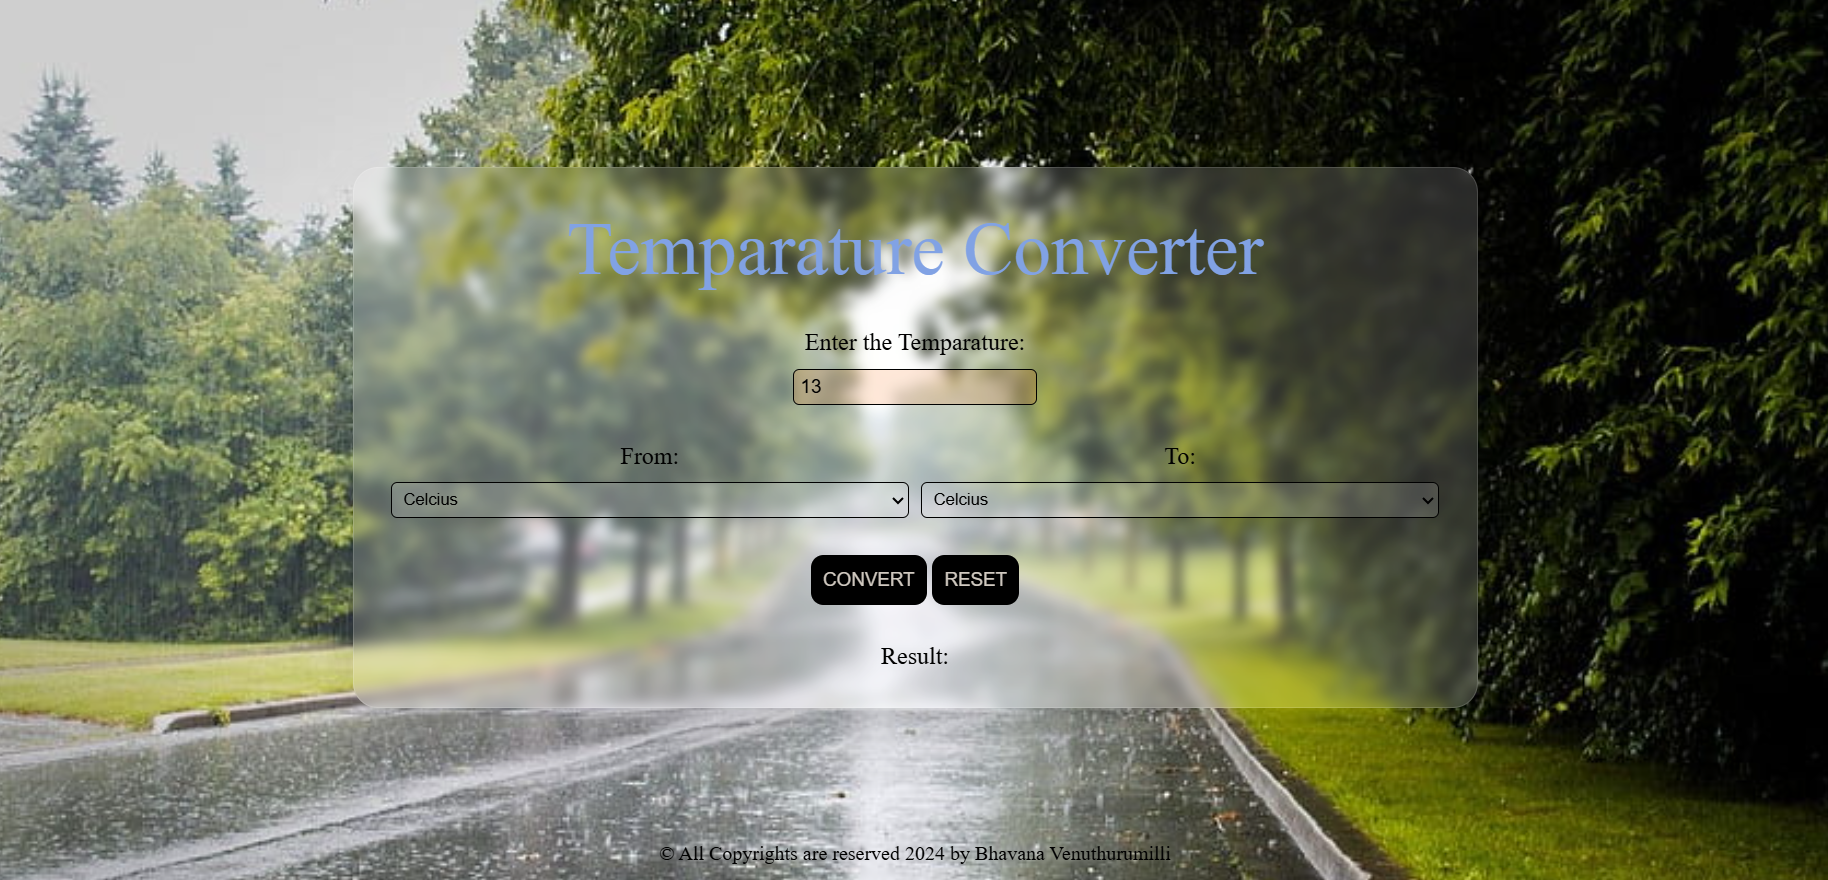 Temparature Converter
Enter the Temparature:
13
From:
To:
Celcius
Celcius
CONVERT
RESET
Result:
© All Copyrights are reserved 2024 by Bhavana Venuthurumilli